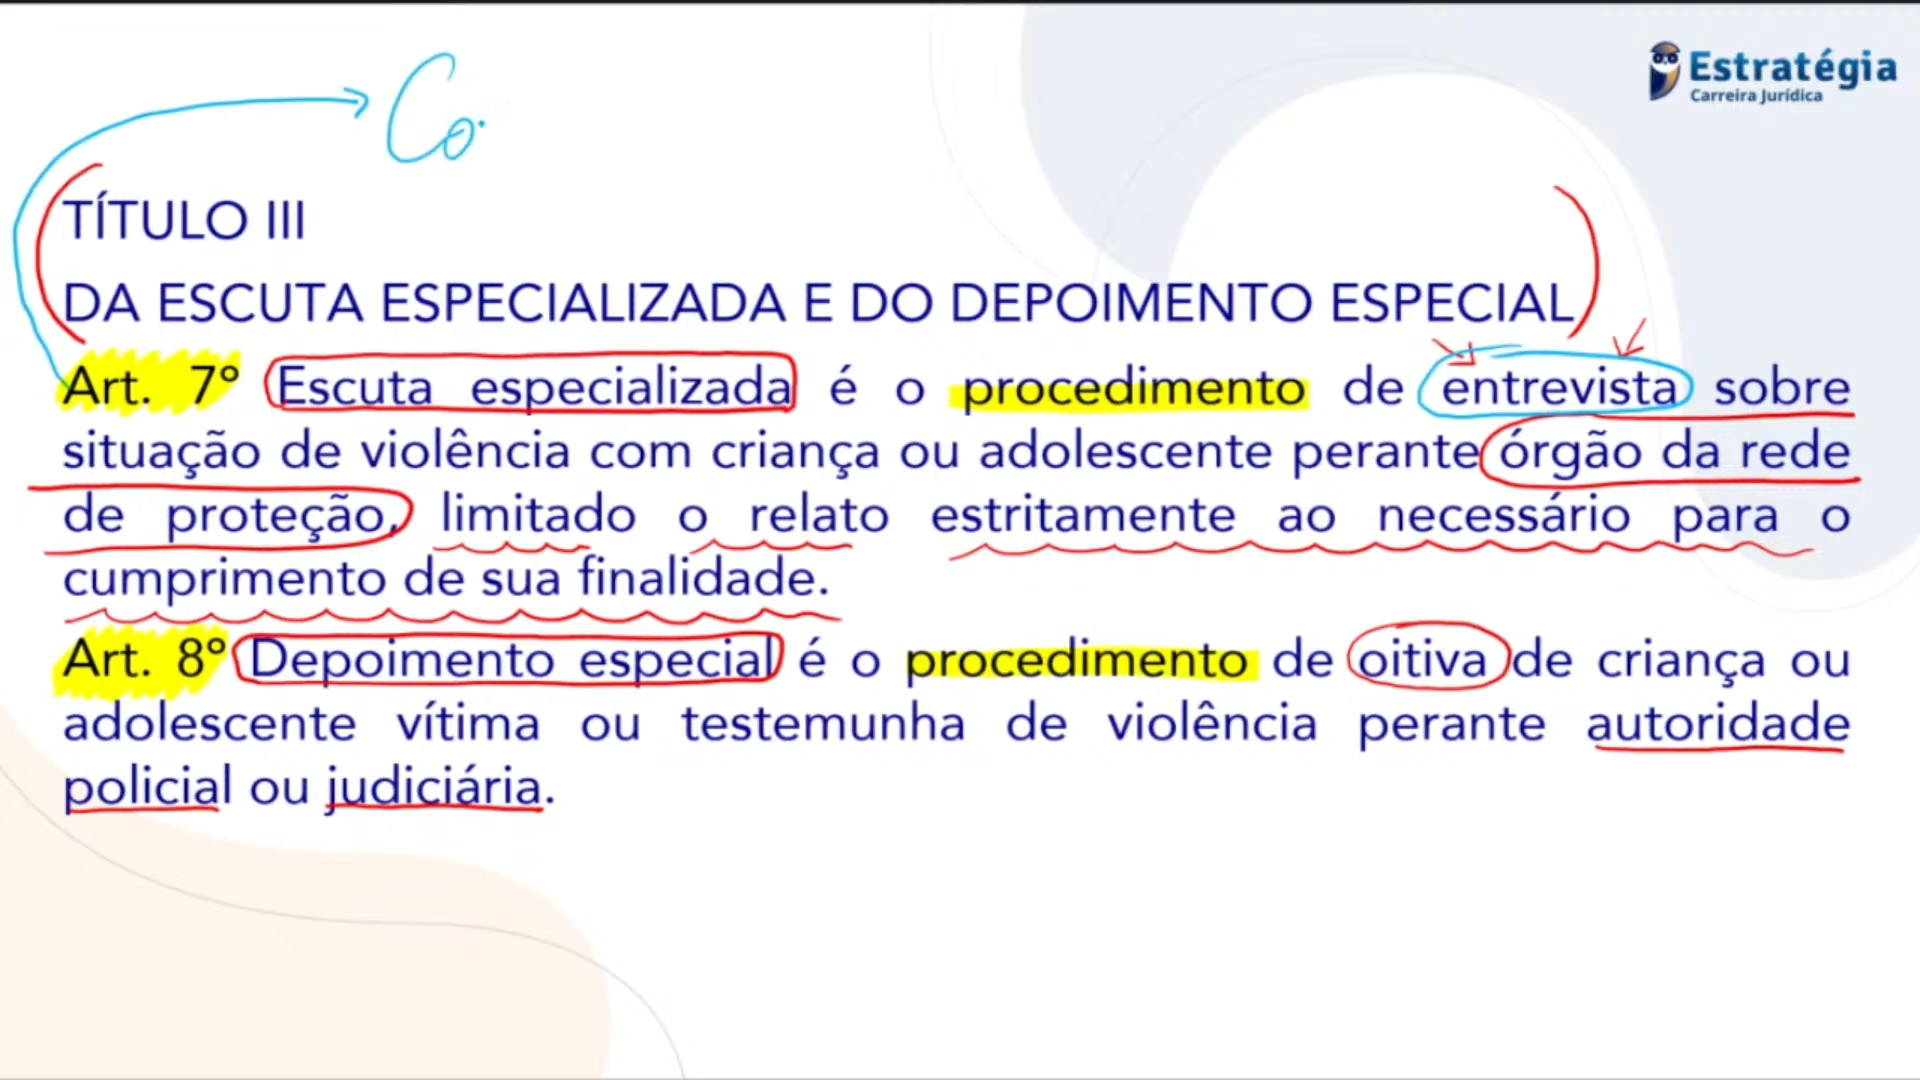 Co
Estratégia
Carreira Jurídica
TÍTULO III
DA ESCUTA ESPECIALIZADA E DO DEPOIMENTO ESPECIAL
Art. 7º Escuta especializada é o procedimento de entrevista sobre
situação de violência com criança ou adolescente perante órgão da rede
de proteção, limitado o relato estritamente ao necessário para o
cumprimento de sua finalidade.
Art. 8º Depoimento especial é o procedimento de oitiva de criança ou
adolescente vítima ou testemunha de violência perante autoridade
policial ou judiciária.